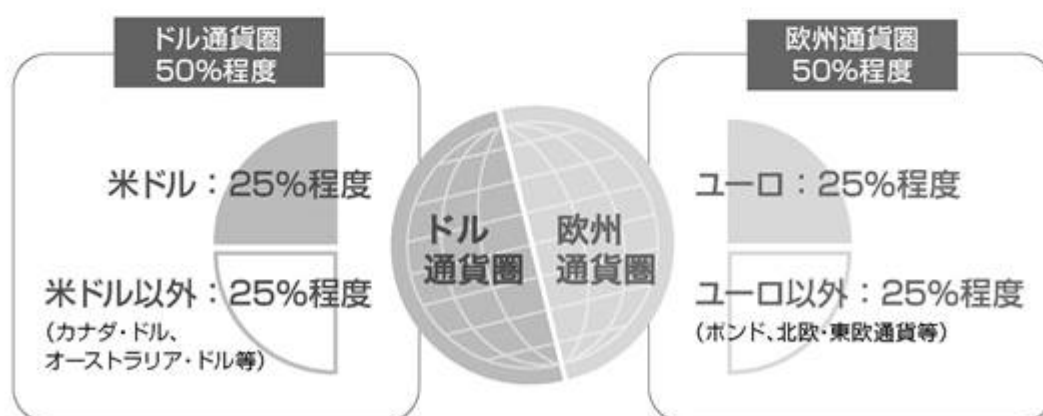 ドル通貨圏
50%程度
米ドル：25%程度
米ドル以外：25%程度
（カナダ・ドル、
オーストラリア・ドル等）
ドル
通貨圏
欧州
通貨圏
欧州通貨圏
50%程度
ユーロ：25%程度
ユーロ以外：25%程度
（ポンド、北欧・東欧通貨等）